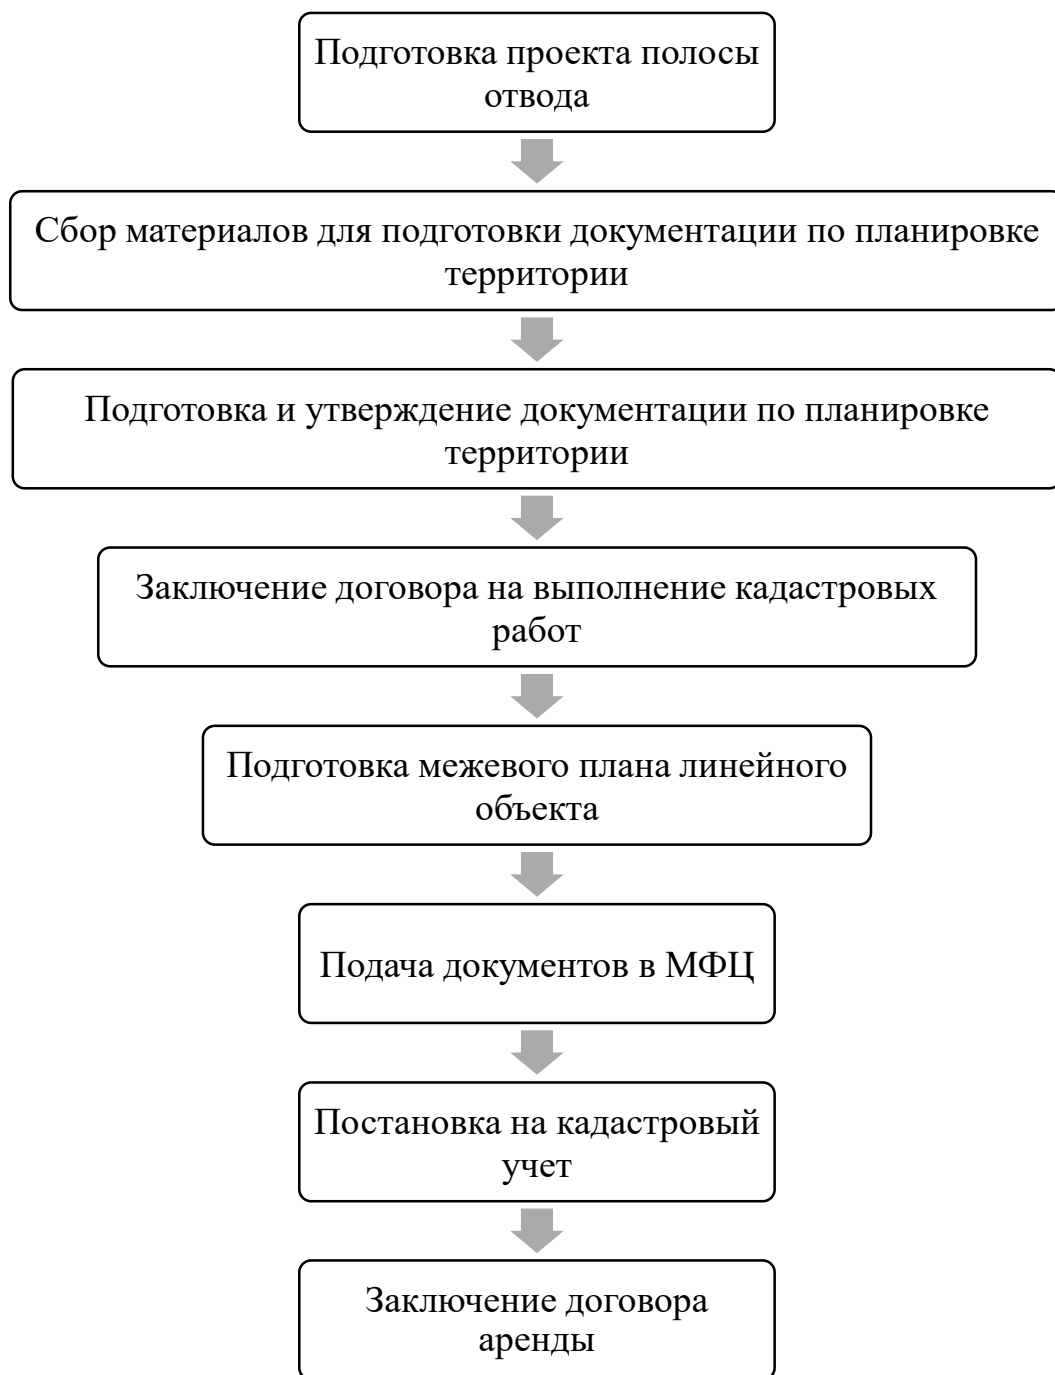 Подготовка проекта полосы
отвода
Сбор материалов для подготовки документации по планировке
территории
Подготовка и утверждение документации по планировке
территории
Заключение договора на выполнение кадастровых
работ
Подготовка межевого плана линейного
объекта
Подача документов в МФЦ
Постановка на кадастровый
учет
Заключение договора
аренды